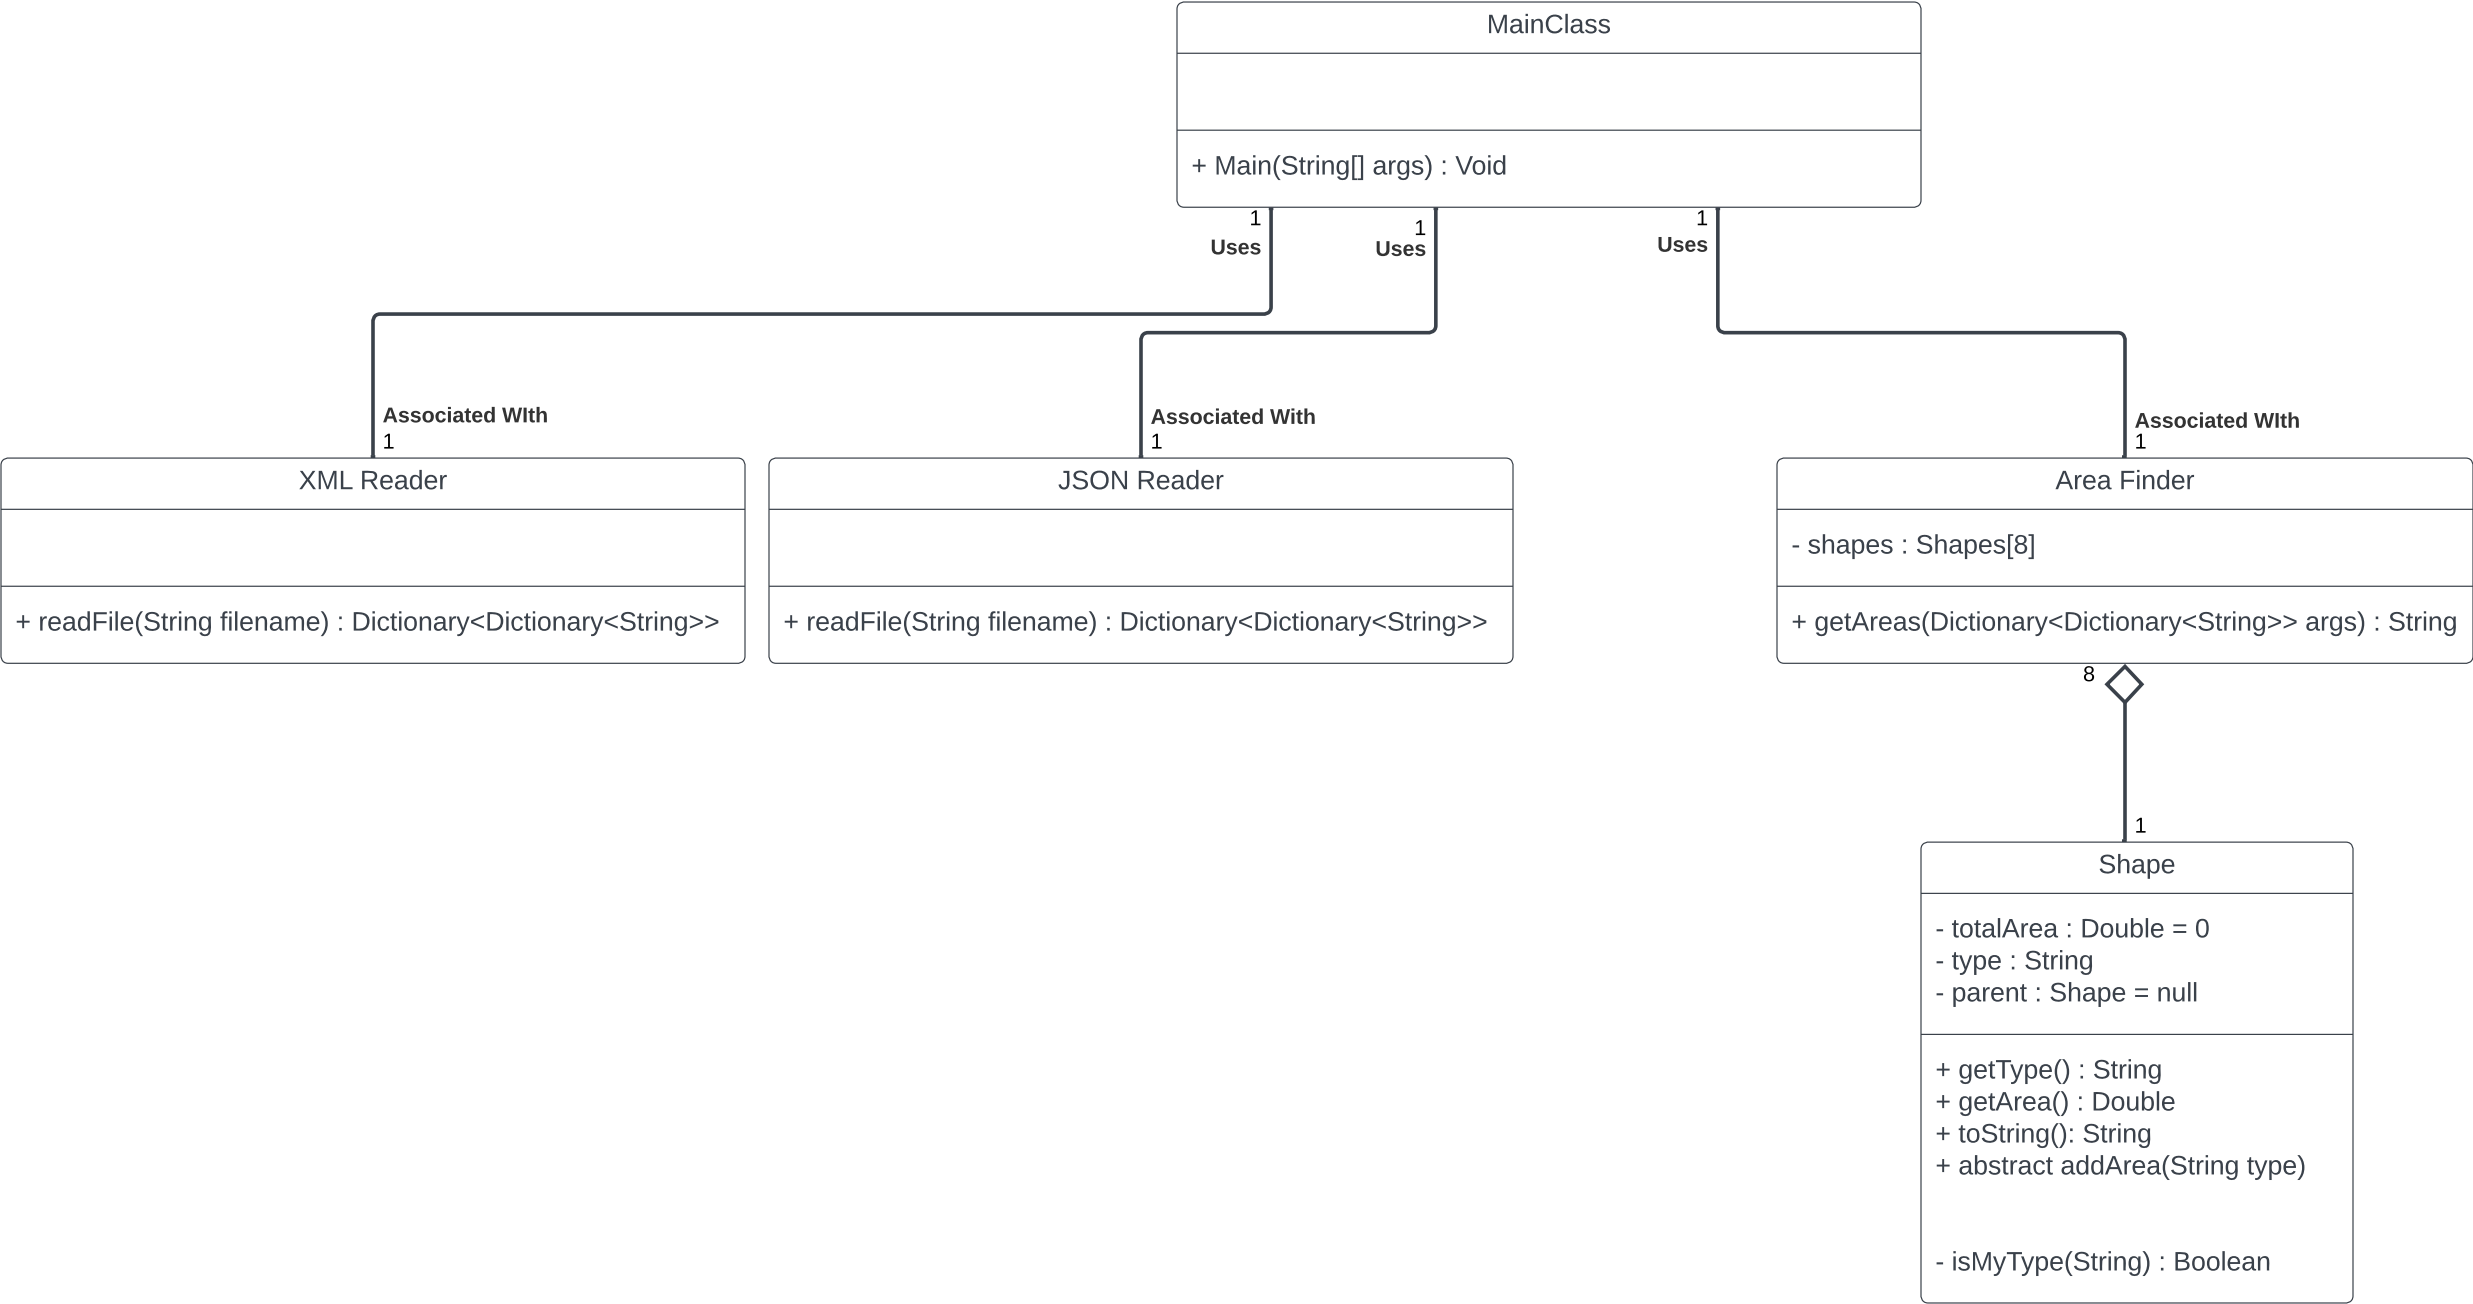 MainClass
+ Main(String[] args) : Void
1
Uses
1
Uses
1
Uses
Associated WIth
1
Associated With
1
Associated WIth
1
XML Reader
+ readFile(String filename) : Dictionary<Dictionary<String>>
JSON Reader
+ readFile(String filename) : Dictionary<Dictionary<String>>
Area Finder
- shapes : Shapes[8]
+ getAreas(Dictionary<Dictionary<String>> args) : String
8
1
Shape
- totalArea : Double = 0
- type : String
- parent : Shape = null
+ getType() : String
+ getArea() : Double
+ toString(): String
+ abstract addArea(String type)
- isMyType(String) : Boolean